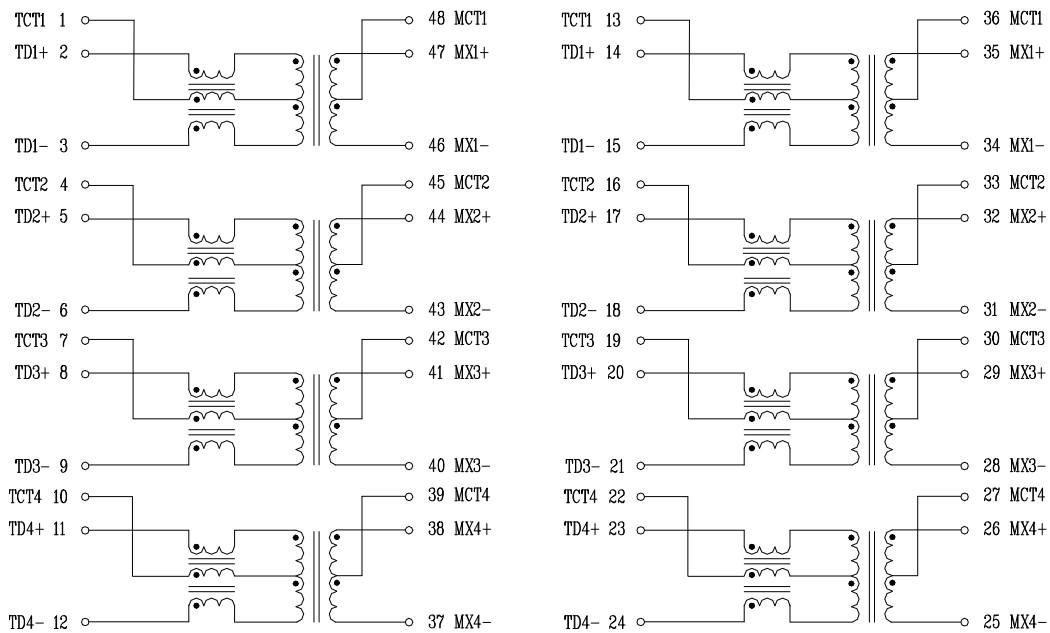 TCT1 1 48 MCT1 TCT1 13 36 MCT1
TD1+ 2 47 MX1+ TD1+ 14 35 MX1+
TD1- 3 46 MX1- TD1- 15 34 MX1-
TCT2 4 45 MCT2 TCT2 16 33 MCT2
TD2+ 5 44 MX2+ TD2+ 17 32 MX2+
TD2- 6 43 MX2- TD2- 18 31 MX2-
TCT3 7 42 MCT3 TCT3 19 30 MCT3
TD3+ 8 41 MX3+ TD3+ 20 29 MX3+
TD3- 9 40 MX3- TD3- 21 28 MX3-
TCT4 10 39 MCT4 TCT4 22 27 MCT4
TD4+ 11 38 MX4+ TD4+ 23 26 MX4+
TD4- 12 37 MX4- TD4- 24 25 MX4-